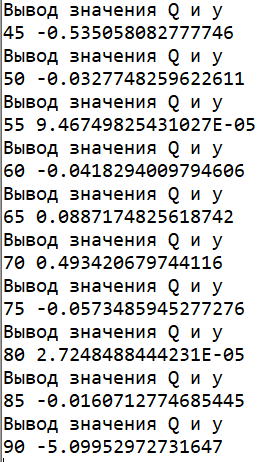 Вывод значения Q и у
45 -0.535058082777746
Вывод значения Q и у
50 -0.0327748259622611
Вывод значения Q и у
55 9.46749825431027E-05
Вывод значения Q и у
60 -0.0418294009794606
Вывод значения Q и у
65 0.0887174825618742
Вывод значения Q и у
70 0.493420679744116
Вывод значения Q и у
75 -0.0573485945277276
Вывод значения Q и у
80 2.7248488444231E-05
Вывод значения Q и у
85 -0.0160712774685445
Вывод значения Q и у
90 -5.09952972731647